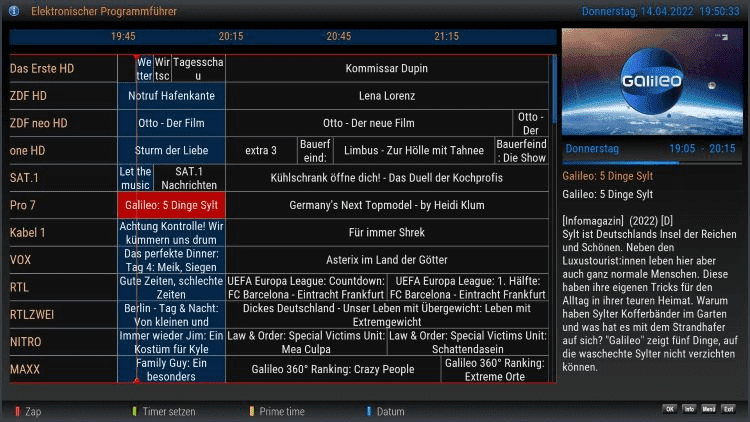 Elektronischer Programmführer
Donnerstag, 14.04.2022 19:50:33
19:45 20:15 20:45 21:15
Das Erste HD
We
tter
Wir
tsc
Tagesscha
u
Kommissar Dupin
ZDF HD
Notruf Hafenkante
Lena Lorenz
ZDF neo HD
Otto - Der Film
Otto - Der neue Film
Otto -
Der
one HD
Sturm der Liebe
extra 3
Bauerf
eind:
Limbus - Zur Hölle mit Tahnee
Bauerfeind
: Die Show
SAT.1
Let the
music
SAT.1
Nachrichten
Kühlschrank öffne dich! - Das Duell der Kochprofis
Pro 7
Galileo: 5 Dinge Sylt
Germany's Next Topmodel - by Heidi Klum
Kabel 1
Achtung Kontrolle! Wir
kümmern uns drum
Für immer Shrek
VOX
Das perfekte Dinner:
Tag 4: Meik, Siegen
Asterix im Land der Götter
RTL
Gute Zeiten, schlechte
Zeiten
UEFA Europa League: Countdown:
FC Barcelona - Eintracht Frankfurt
UEFA Europa League: 1. Hälfte:
FC Barcelona - Eintracht Frankfurt
RTLZWEI
Berlin - Tag & Nacht:
Von kleinen und
Dickes Deutschland - Unser Leben mit Übergewicht: Leben mit
Extremgewicht
NITRO
Immer wieder Jim: Ein
Kostüm für Kyle
Law & Order: Special Victims Unit:
Mea Culpa
Law & Order: Special Victims Unit:
Schattendasein
MAXX
Family Guy: Ein
besonders
Galileo 360° Ranking: Crazy People
Galileo 360° Ranking:
Extreme Orte
Galileo
Donnerstag 19:05 - 20:15
Galileo: 5 Dinge Sylt
Galileo: 5 Dinge Sylt
[Infomagazin] (2022) [D]
Sylt ist Deutschlands Insel der Reichen
und Schönen. Neben den
Luxustourist:innen leben hier aber
auch ganz normale Menschen. Diese
haben ihre eigenen Tricks für den
Alltag in ihrer teuren Heimat. Warum
haben Sylter Kofferbänder im Garten
und was hat es mit dem Strandhafer
auf sich? "Galileo" zeigt fünf Dinge, auf
die waschechte Sylter nicht verzichten
können.
Zap Timer setzen Prime time Datum
OK Info Menü Exit